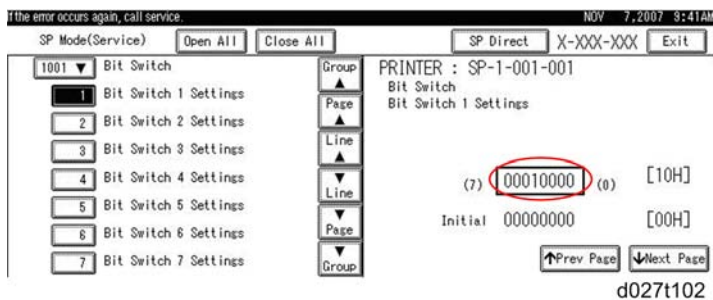 f the error occurs again, call service.
NOV 7,2007 9:41AM
SP Mode(Service) Open All Close All SP Direct X-XXX-XXX Exit
1001 ▼ Bit Switch
1 Bit Switch 1 Settings
2 Bit Switch 2 Settings
3 Bit Switch 3 Settings
4 Bit Switch 4 Settings
5 Bit Switch 5 Settings
6 Bit Switch 6 Settings
7 Bit Switch 7 Settings
Group
▲
Page
▲
Line
▲
▼
Line
▼
Page
▼
Group
PRINTER : SP-1-001-001
Bit Switch
Bit Switch 1 Settings
(7) 00010000 (0) [10H]
Initial 00000000 [00H]
↑Prev Page ↓Next Page
d027t102